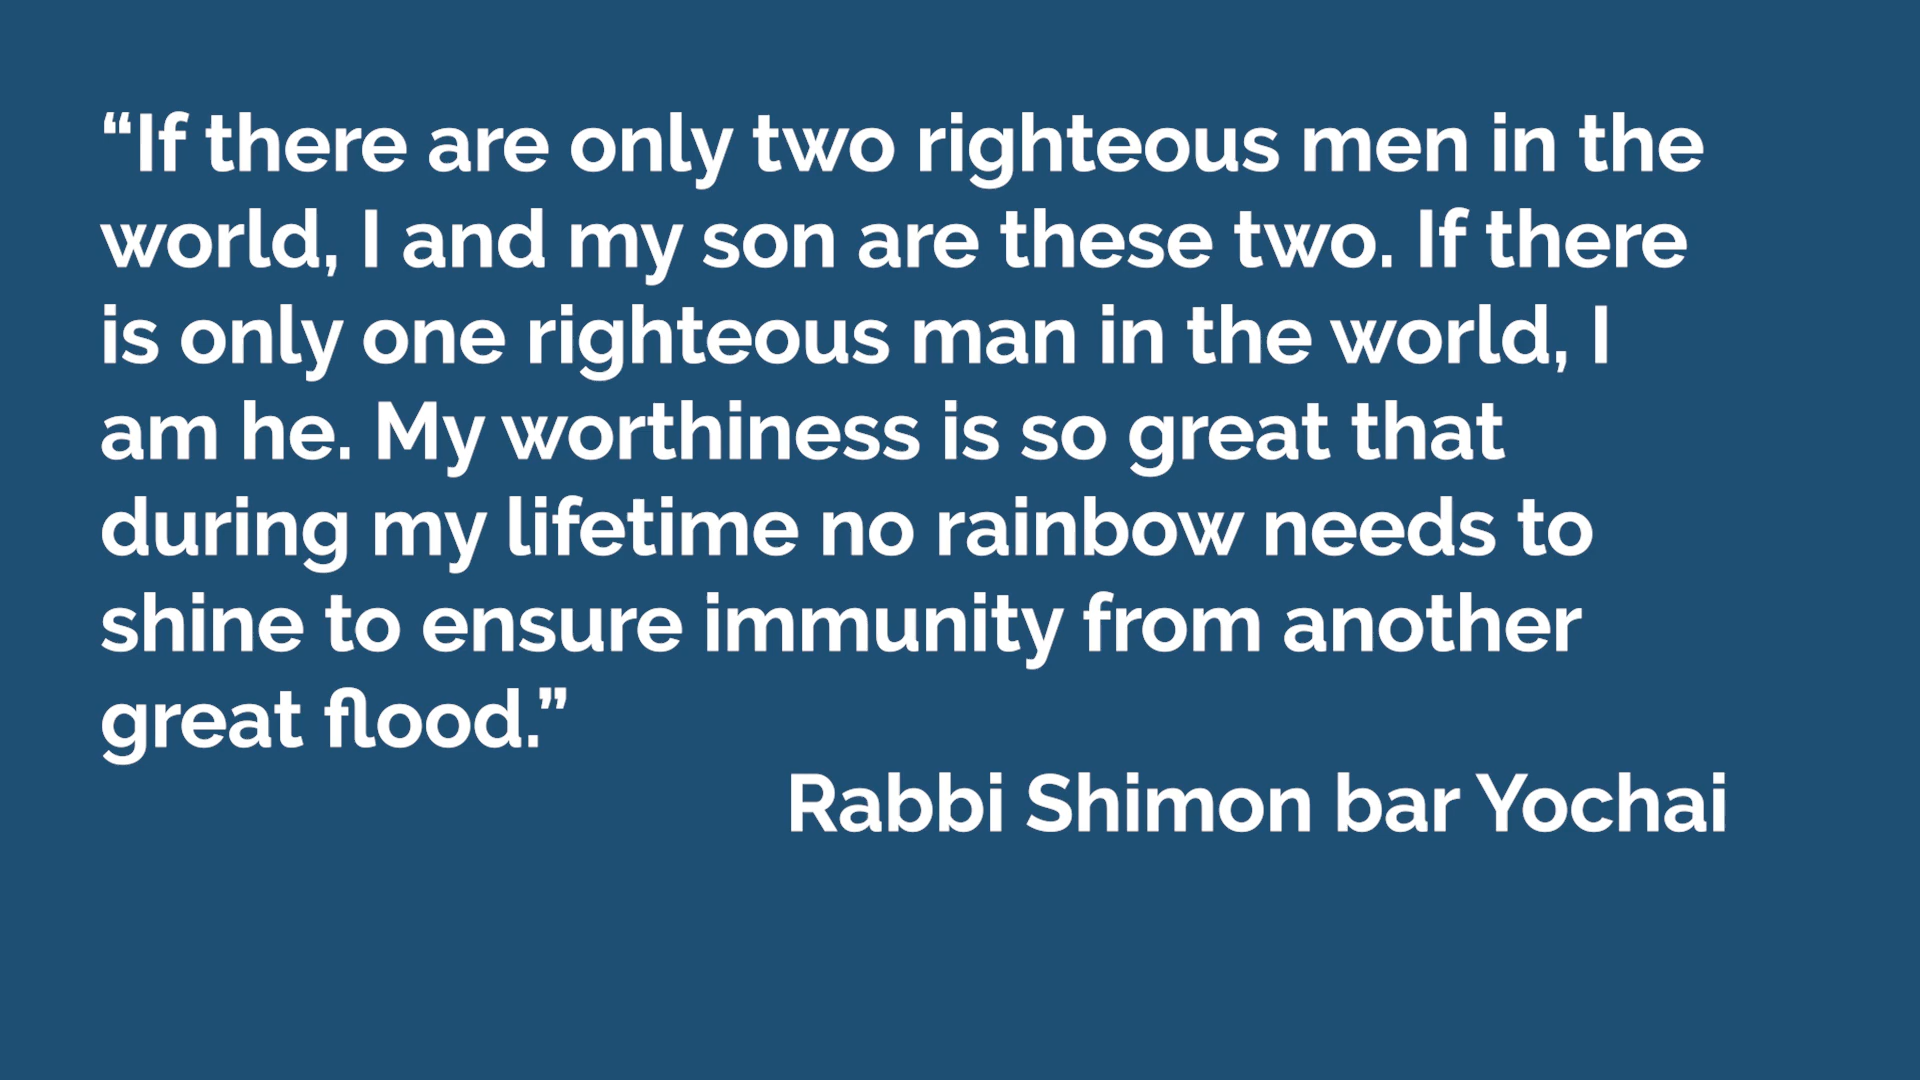 “If there are only two righteous men in the
world, I and my son are these two. If there
is only one righteous man in the world, I
am he. My worthiness is so great that
during my lifetime no rainbow needs to
shine to ensure immunity from another
great flood.”
Rabbi Shimon bar Yochai